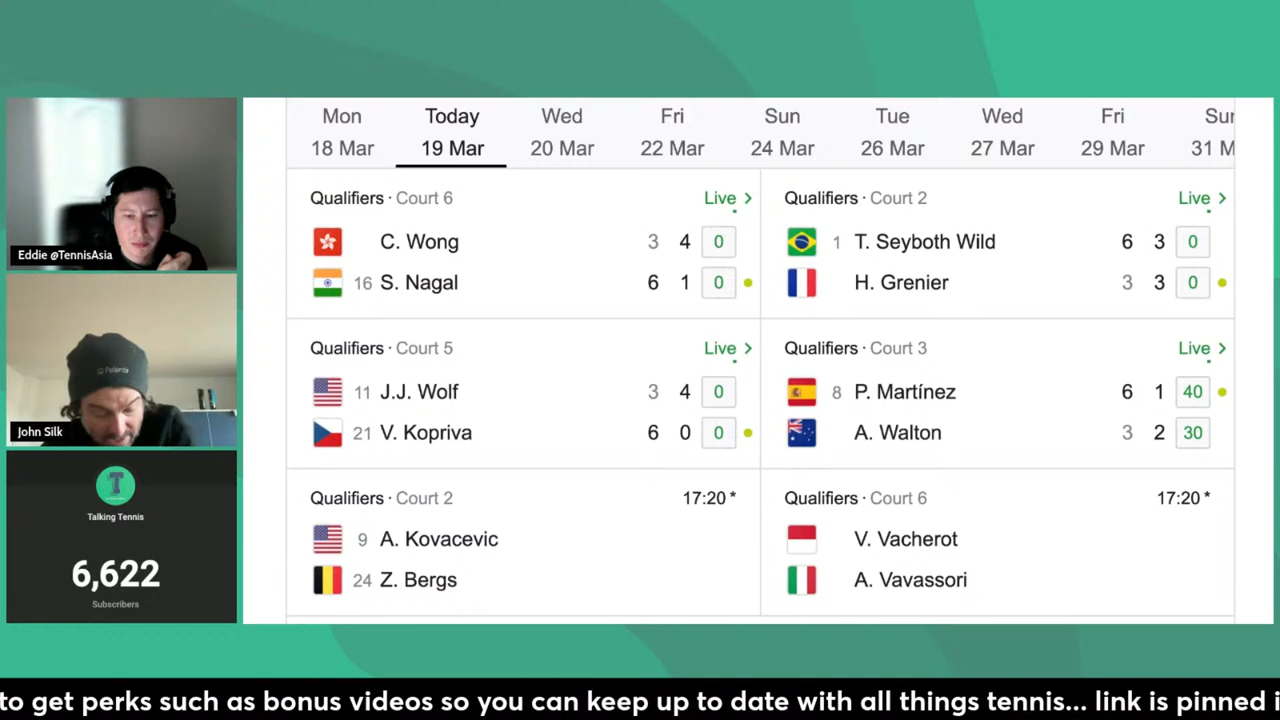 Mon Today Wed Fri Sun Tue Wed Fri Sun
18 Mar 19 Mar 20 Mar 22 Mar 24 Mar 26 Mar 27 Mar 29 Mar 31 M
Qualifiers · Court 6 Live >
C. Wong 3 4 0
16 S. Nagal 6 1 0
Qualifiers · Court 2 Live >
1 T. Seyboth Wild 6 3 0
H. Grenier 3 3 0
Qualifiers · Court 5 Live >
11 J.J. Wolf 3 4 0
21 V. Kopriva 6 0 0
Qualifiers · Court 3 Live >
8 P. Martínez 6 1 40
A. Walton 3 2 30
Qualifiers · Court 2 17:20 *
9 A. Kovacevic
24 Z. Bergs
Qualifiers · Court 6 17:20 *
V. Vacherot
A. Vavassori
Eddie @TennisAsia
John Silk
T
Talking Tennis
6,622
Subscribers
to get perks such as bonus videos so you can keep up to date with all things tennis... link is pinned i